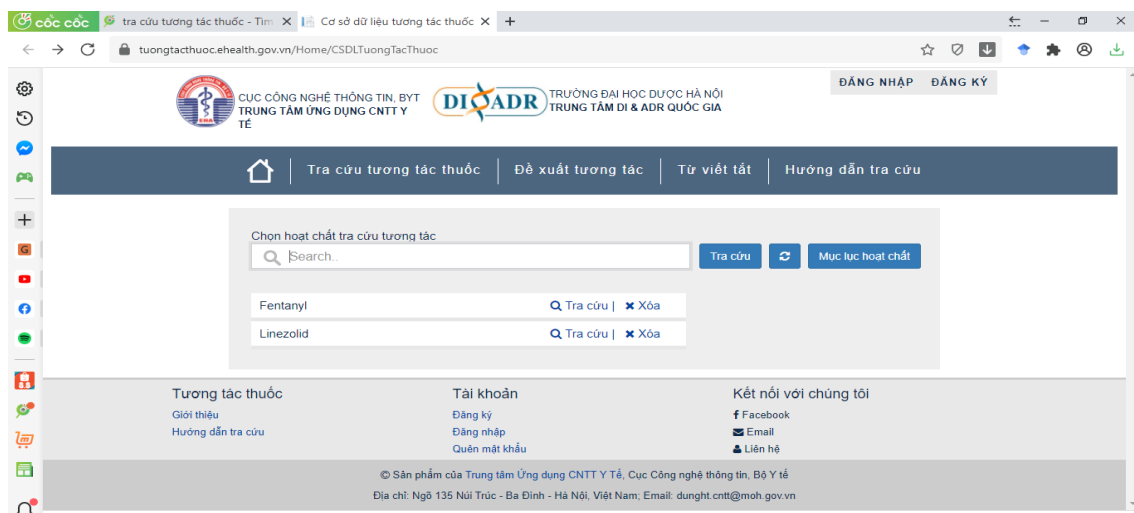 cốc cốc
tra cứu tương tác thuốc - Tìm
Cơ sở dữ liệu tương tác thuốc
tuongtacthuoc.ehealth.gov.vn/Home/CSDLTuongTacThuoc
ĐĂNG NHẬP ĐĂNG KÝ
CỤC CÔNG NGHỆ THÔNG TIN, BYT
TRUNG TÂM ỨNG DỤNG CNTT Y
TẾ
DI ADR
TRƯỜNG ĐẠI HỌC DƯỢC HÀ NỘI
TRUNG TÂM DI & ADR QUỐC GIA
Tra cứu tương tác thuốc Đề xuất tương tác Từ viết tắt Hướng dẫn tra cứu
Chọn hoạt chất tra cứu tương tác
Search..
Tra cứu
Mục lục hoạt chất
Fentanyl Tra cứu | Xóa
Linezolid Tra cứu | Xóa
Tương tác thuốc
Giới thiệu
Hướng dẫn tra cứu
Tài khoản
Đăng ký
Đăng nhập
Quên mật khẩu
Kết nối với chúng tôi
Facebook
Email
Liên hệ
© Sản phẩm của Trung tâm Ứng dụng CNTT Y Tế, Cục Công nghệ thông tin, Bộ Y tế
Địa chỉ: Ngõ 135 Núi Trúc - Ba Đình - Hà Nội, Việt Nam; Email: dunght.cntt@moh.gov.vn